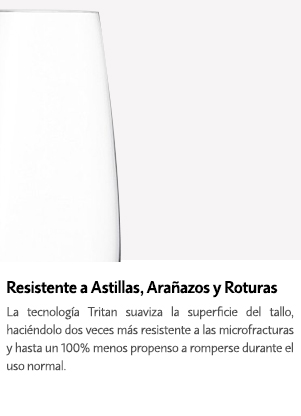 Resistente a Astillas, Arañazos y Roturas
La tecnología Tritan suaviza la superficie del tallo,
haciéndolo dos veces más resistente a las microfracturas
y hasta un 100% menos propenso a romperse durante el
uso normal.